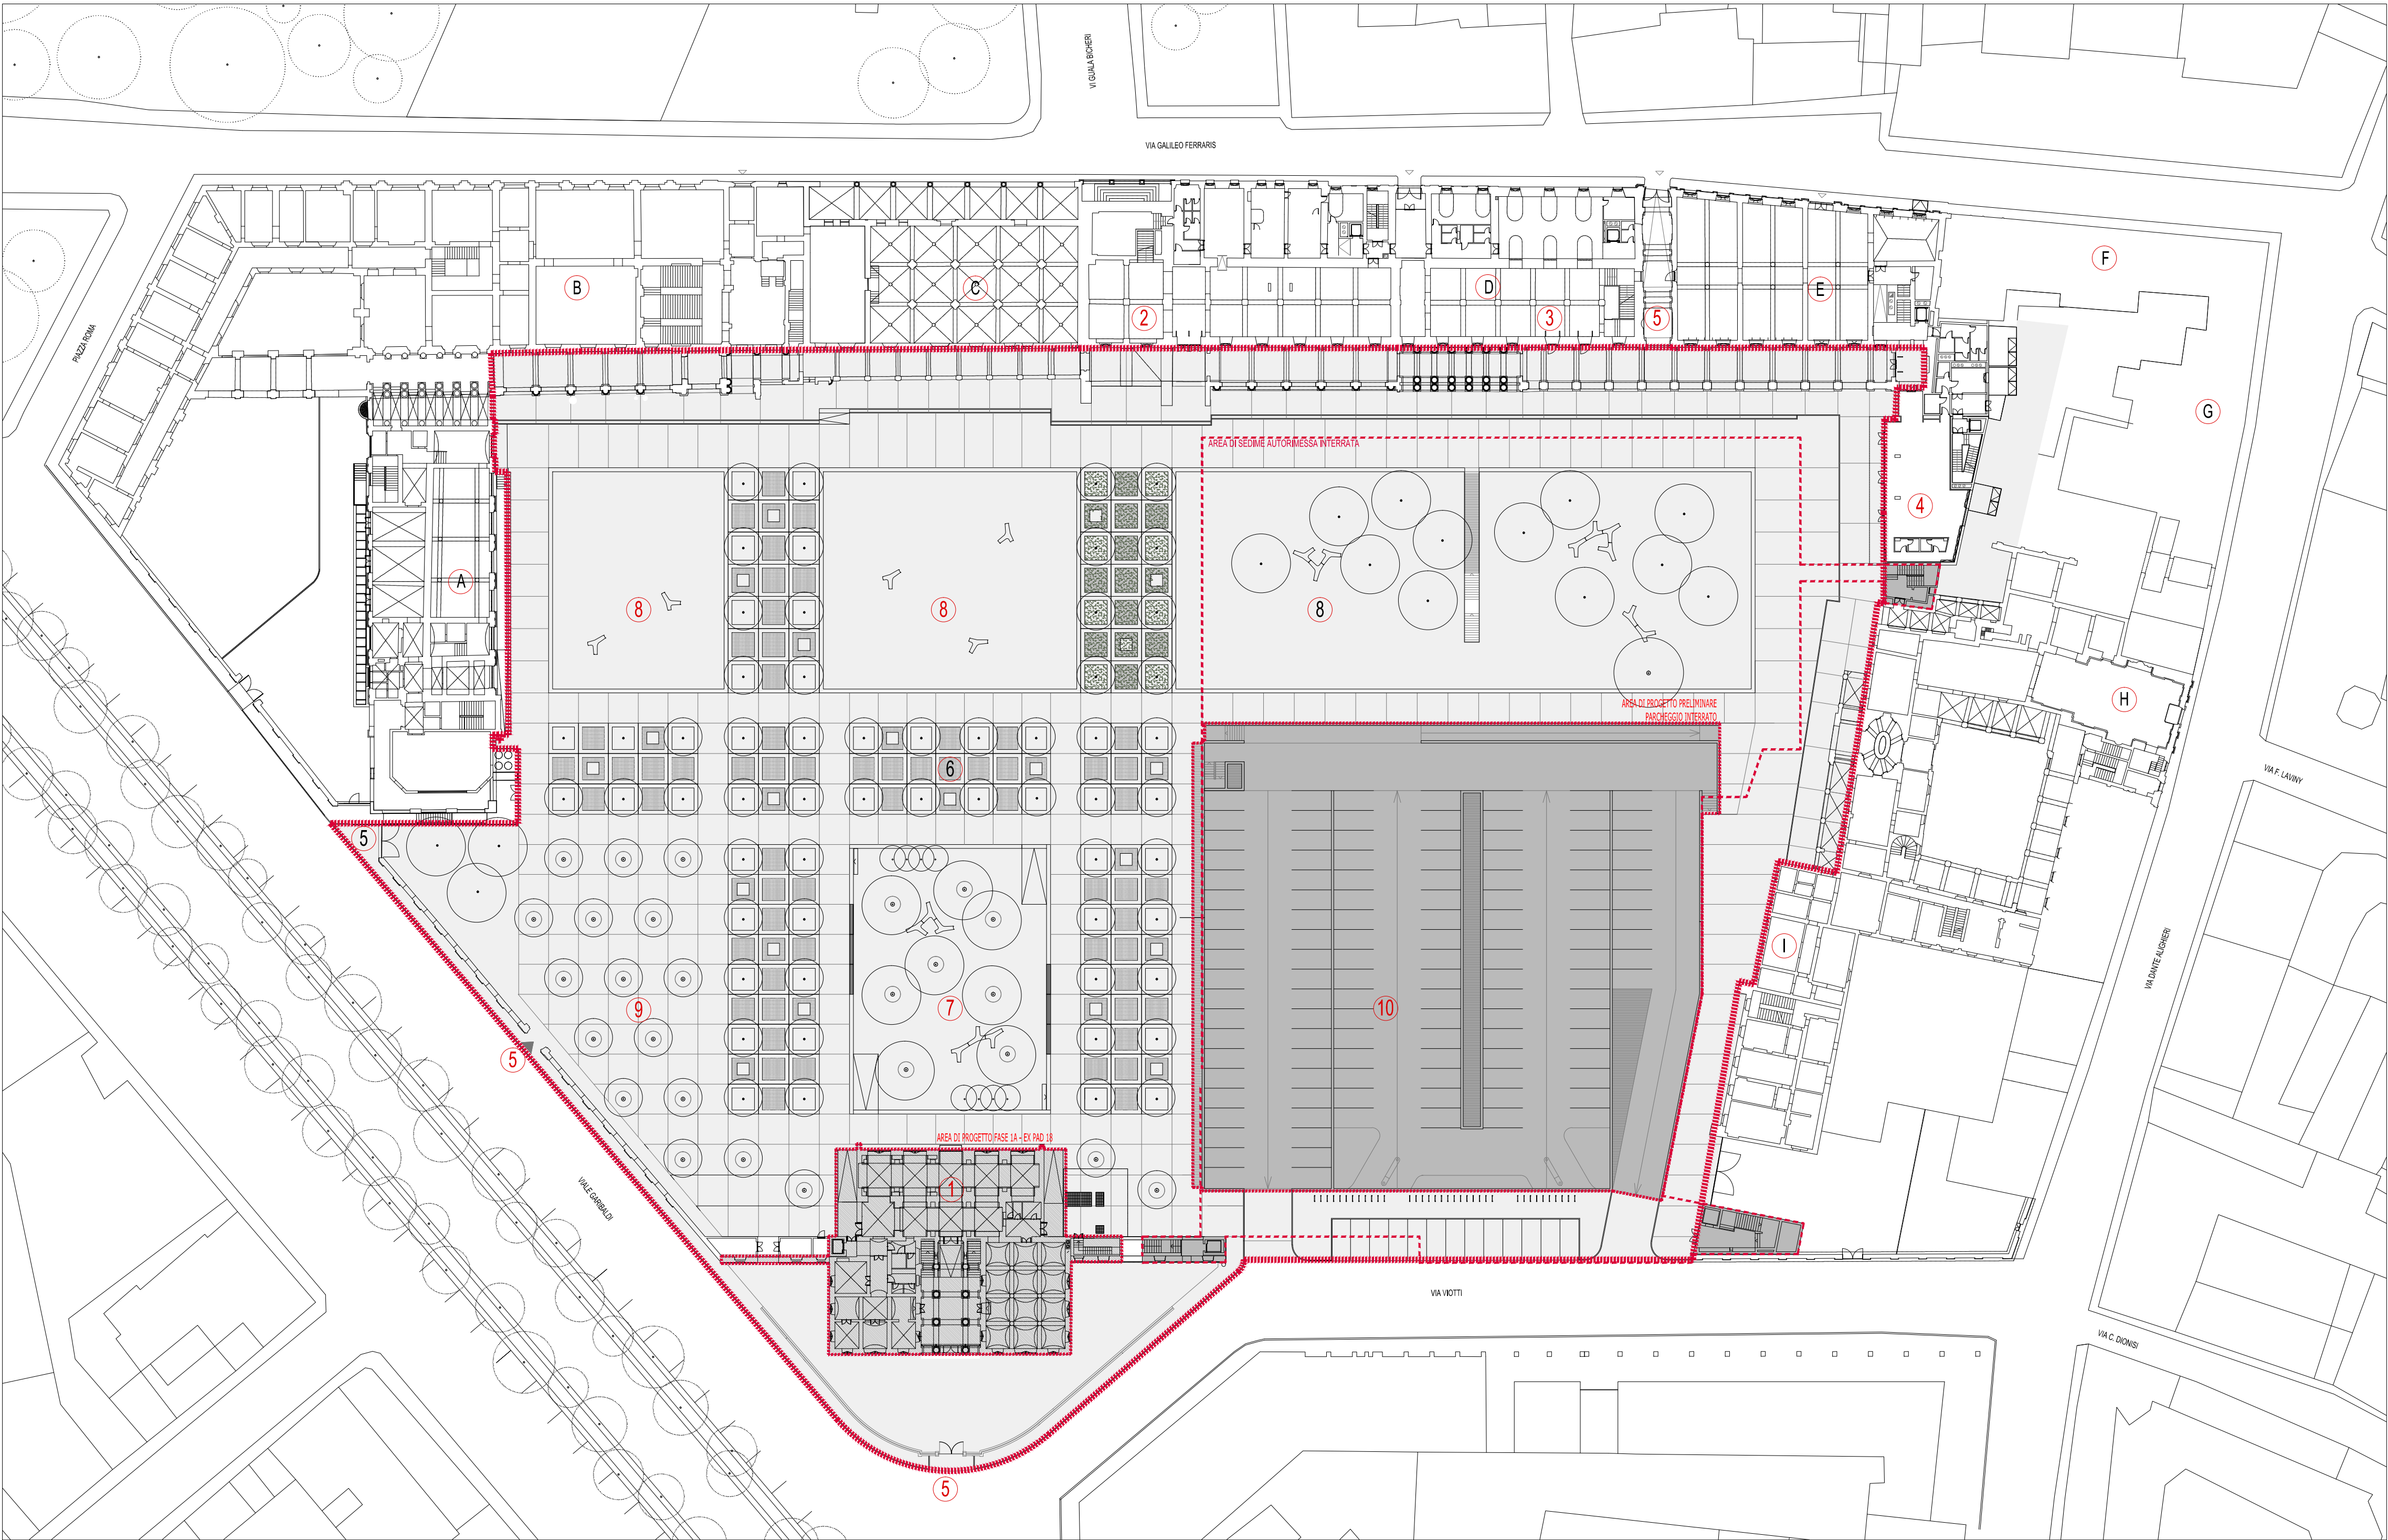 VI GUALA BICHERI
VIA GALILEO FERRARIS
F
B
C
D
E
2
3
5
PIAZZA ROMA
G
AREA DI SEDIME AUTORIMESSA INTERRATA
4
A
8
8
8
H
AREA DI PROGETTO PRELIMINARE
PARCHEGGIO INTERRATO
6
VIA F. LAVINY
5
I
VIA DANTE ALIGHIERI
9
7
10
5
AREA DI PROGETTO FASE 1A - EX PAD 18
1
VIALE GARIBALDI
VIA VIOTTI
VIA C. DIONISI
5